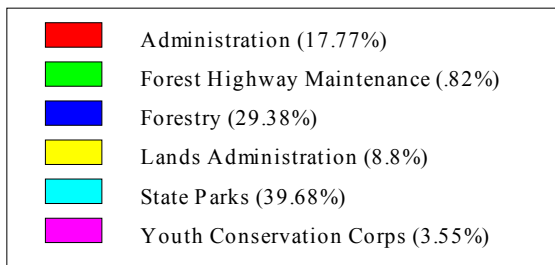 Administration (17.77%)
Forest Highway Maintenance (.82%)
Forestry (29.38%)
Lands Administration (8.8%)
State Parks (39.68%)
Youth Conservation Corps (3.55%)